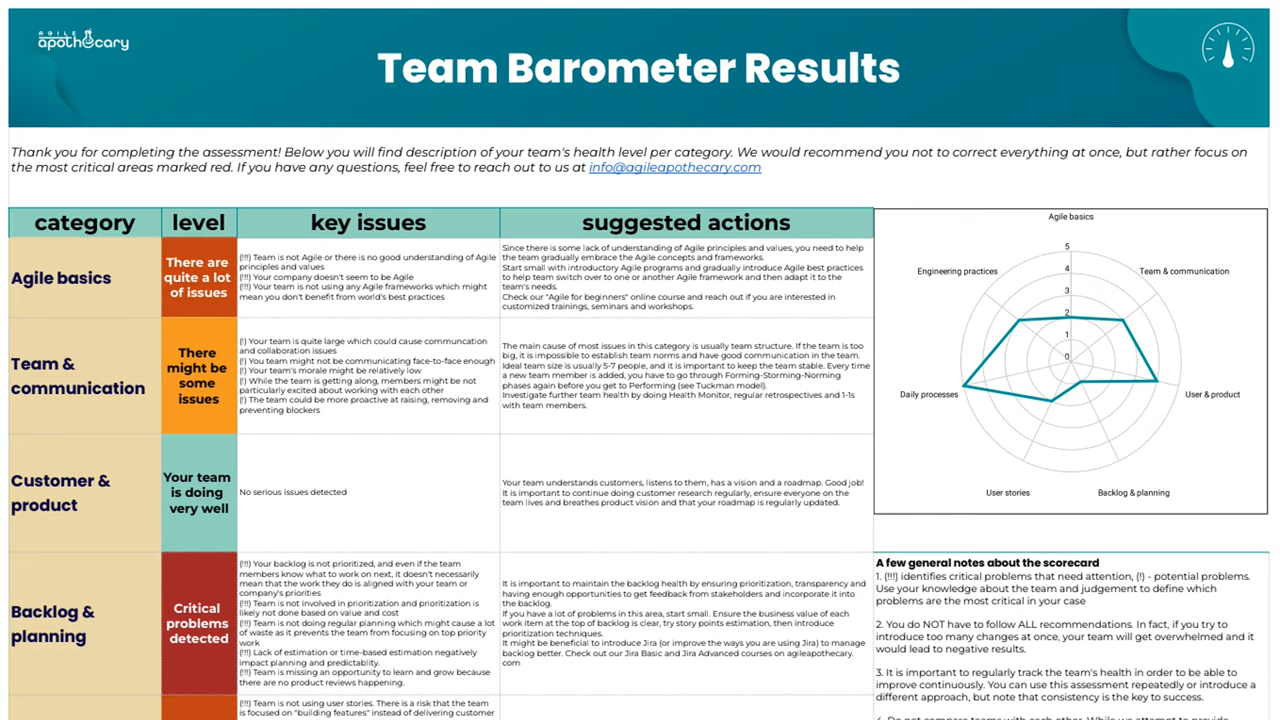 AGILE
apothecary
Team Barometer Results
Thank you for completing the assessment! Below you will find description of your team's health level per category. We would recommend you not to correct everything at once, but rather focus on
the most critical areas marked red. If you have any questions, feel free to reach out to us at info@agileapothecary.com
category
level
key issues
suggested actions
Agile basics
There are
quite a lot
of issues
(!!!) Team is not Agile or there is no good understanding of Agile
principles and values
(!!!) Your company doesn't seem to be Agile
(!!!) Your team is not using any Agile frameworks which might
mean you don't benefit from world's best practices
Since there is some lack of understanding of Agile principles and values, you need to help
the team gradually embrace the Agile concepts and frameworks.
Start small with introductory Agile programs and gradually introduce Agile best practices
to help team switch over to one or another Agile framework and then adapt it to the
team's needs.
Check our "Agile for beginners" online course and reach out if you are interested in
customized trainings, seminars and workshops.
Team &
communication
There
might be
some
issues
(!) Your team is quite large which could cause communcation
and collaboration issues
(!) You team might not be communicating face-to-face enough
(!) Your team's morale might be relatively low
(!) While the team is getting along, members might be not
particularly excited about working with each other
(!) The team could be more proactive at raising, removing and
preventing blockers
The main cause of most issues in this category is usually team structure. If the team is too
big, it is impossible to establish team norms and have good communication in the team.
Ideal team size is usually 5-7 people, and it is important to keep the team stable. Every time
a new team member is added, you have to go through Forming-Storming-Norming
phases again before you get to Performing (see Tuckman model).
Investigate further team health by doing Health Monitor, regular retrospectives and 1-1s
with team members.
Customer &
product
Your team
is doing
very well
No serious issues detected
Your team understands customers, listens to them, has a vision and a roadmap. Good job!
It is important to continue doing customer research regularly, ensure everyone on the
team lives and breathes product vision and that your roadmap is regularly updated.
Backlog &
planning
Critical
problems
detected
(!!!) Your backlog is not prioritized, and even if the team
members know what to work on next, it doesn't necessarily
mean that the work they do is aligned with your team or
company's priorities
(!!!) Team is not involved in prioritization and prioritization is
likely not done based on value and cost
(!!!) Team is not doing regular planning which might cause a lot
of waste as it prevents the team from focusing on top priority
work
(!!!) Lack of estimation or time-based estimation negatively
impact planning and predictablity.
(!!!) Team is missing an opportunity to learn and grow because
there are no product reviews happening.
It is important to maintain the backlog health by ensuring prioritization, transparency and
having enough opportunities to get feedback from stakeholders and incorporate it into
the backlog.
If you have a lot of problems in this area, start small. Ensure the business value of each
work item at the top of backlog is clear, try story points estimation, then introduce
prioritization techniques.
It might be beneficial to introduce Jira (or improve the ways you are using Jira) to manage
backlog better. Check out our Jira Basic and Jira Advanced courses on agileapothecary.
com
(!!!) Team is not using user stories. There is a risk that the team
is focused on "building features" instead of delivering customer
Agile basics
5
4
3
2
1
0
Engineering practices
Team & communication
Daily processes
User & product
User stories
Backlog & planning
A few general notes about the scorecard
1. (!!!) identifies critical problems that need attention, (!) - potential problems.
Use your knowledge about the team and judgement to define which
problems are the most critical in your case
2. You do NOT have to follow ALL recommendations. In fact, if you try to
introduce too many changes at once, your team will get overwhelmed and it
would lead to negative results.
3. It is important to regularly track the team's health in order to be able to
improve continuously. You can use this assessment repeatedly or introduce a
different approach, but note that consistency is the key to success.
4. Do not compare teams with each other. While we attempt to provide